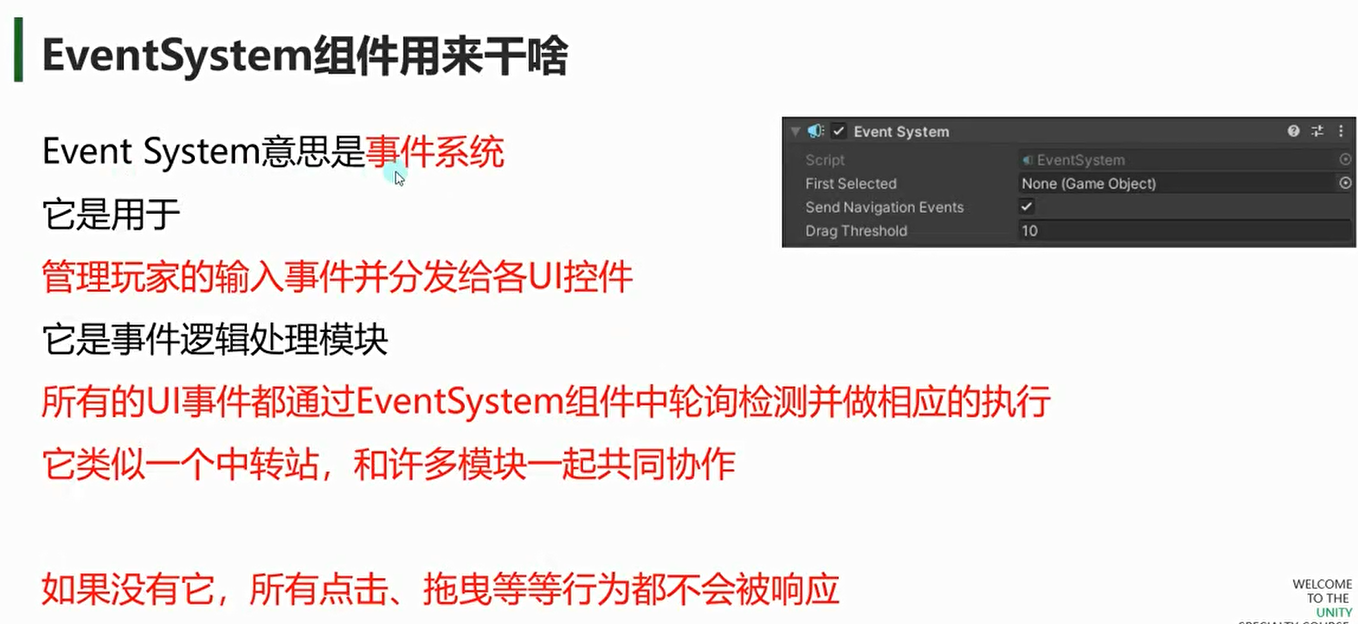 EventSystem组件用来干啥
Event System意思是事件系统
它是用于
管理玩家的输入事件并分发给各UI控件
它是事件逻辑处理模块
所有的UI事件都通过EventSystem组件中轮询检测并做相应的执行
它类似一个中转站，和许多模块一起共同协作
如果没有它，所有点击、拖曳等等行为都不会被响应
Event System
Script EventSystem
First Selected None (Game Object)
Send Navigation Events
Drag Threshold 10
WELCOME
TO THE
UNITY
SPECIALTY COURSE